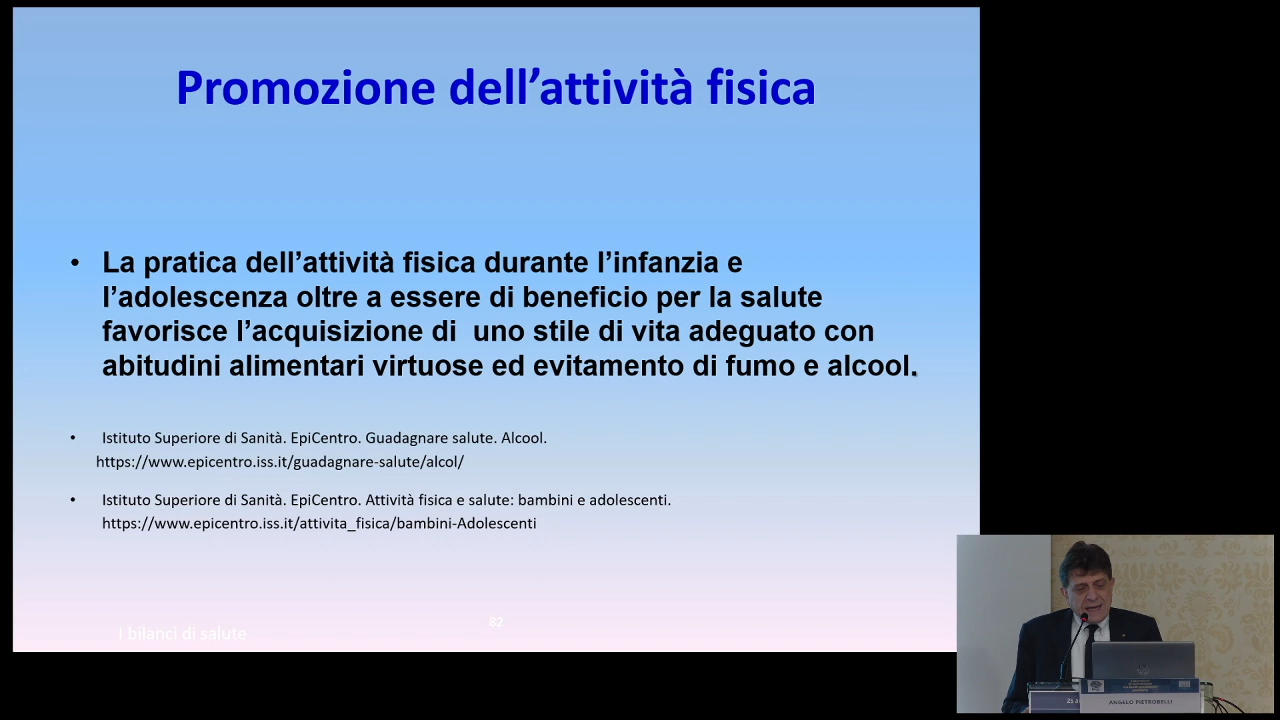 Promozione dell’attività fisica
• La pratica dell’attività fisica durante l’infanzia e
l’adolescenza oltre a essere di beneficio per la salute
favorisce l’acquisizione di  uno stile di vita adeguato con
abitudini alimentari virtuose ed evitamento di fumo e alcool.
• Istituto Superiore di Sanità. EpiCentro. Guadagnare salute. Alcool.
https://www.epicentro.iss.it/guadagnare-salute/alcol/
• Istituto Superiore di Sanità. EpiCentro. Attività fisica e salute: bambini e adolescenti.
https://www.epicentro.iss.it/attivita_fisica/bambini-Adolescenti
I bilanci di salute
82
ANGELO PIETROBELLI